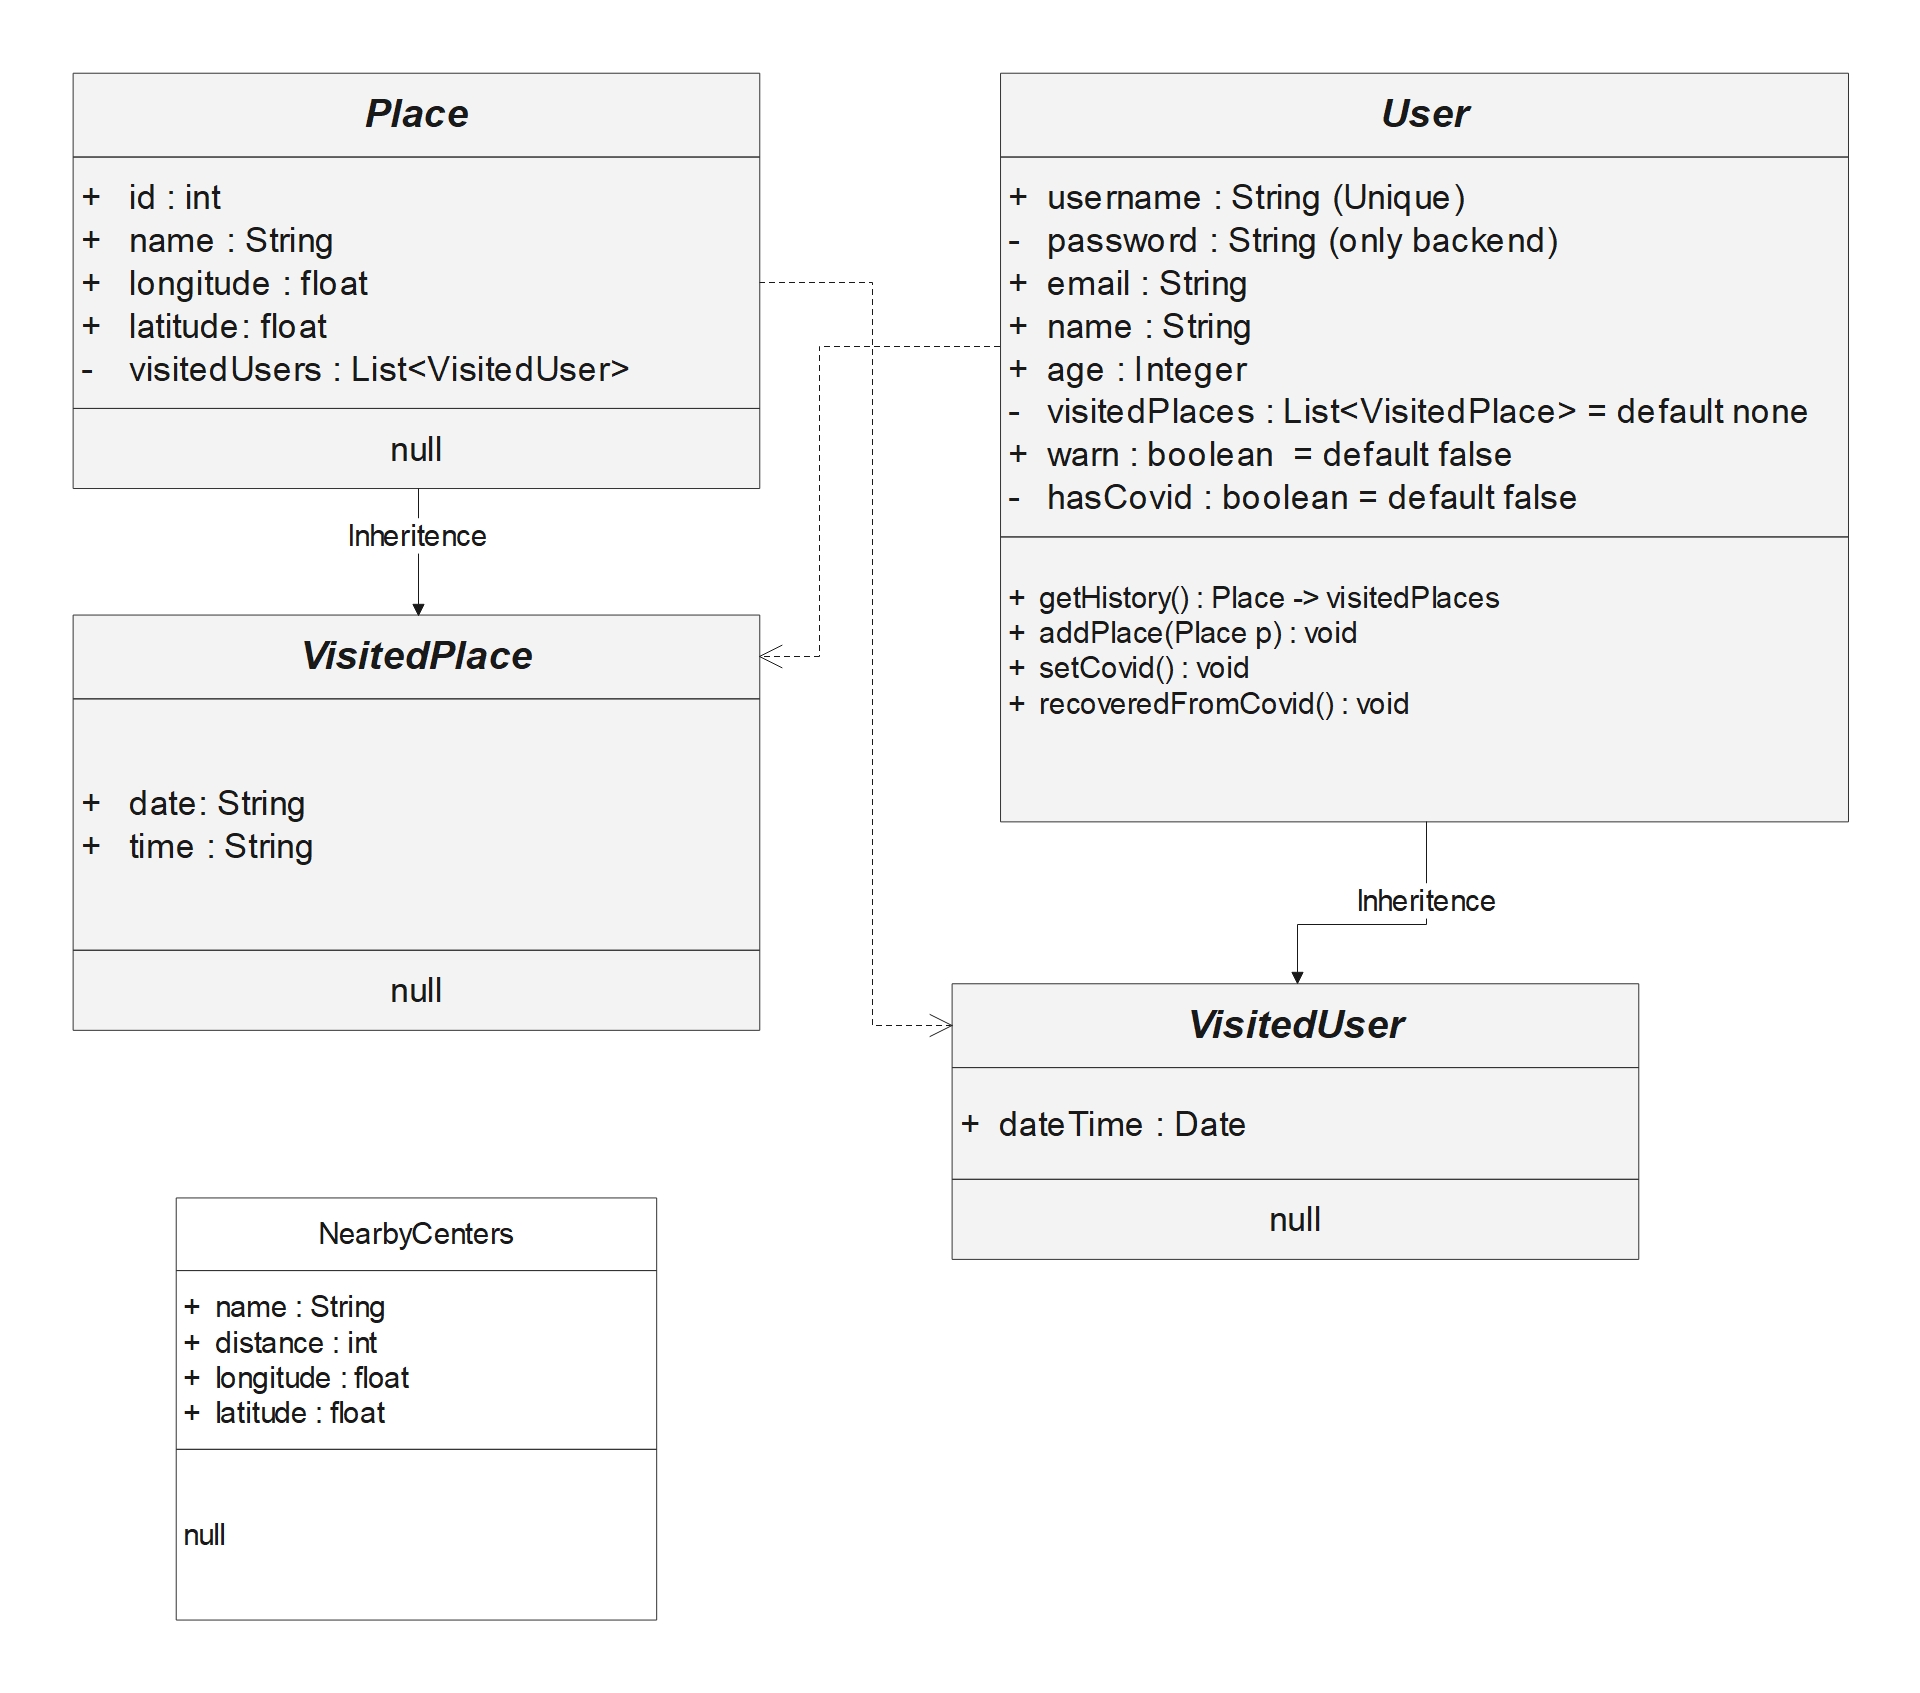 Place
+ id : int
+ name : String
+ longitude : float
+ latitude: float
- visitedUsers : List<VisitedUser>
null
Inheritence
VisitedPlace
+ date: String
+ time : String
null
User
+ username : String (Unique)
- password : String (only backend)
+ email : String
+ name : String
+ age : Integer
- visitedPlaces : List<VisitedPlace> = default none
+ warn : boolean = default false
- hasCovid : boolean = default false
+ getHistory() : Place -> visitedPlaces
+ addPlace(Place p) : void
+ setCovid() : void
+ recoveredFromCovid() : void
Inheritence
VisitedUser
+ dateTime : Date
null
NearbyCenters
+ name : String
+ distance : int
+ longitude : float
+ latitude : float
null